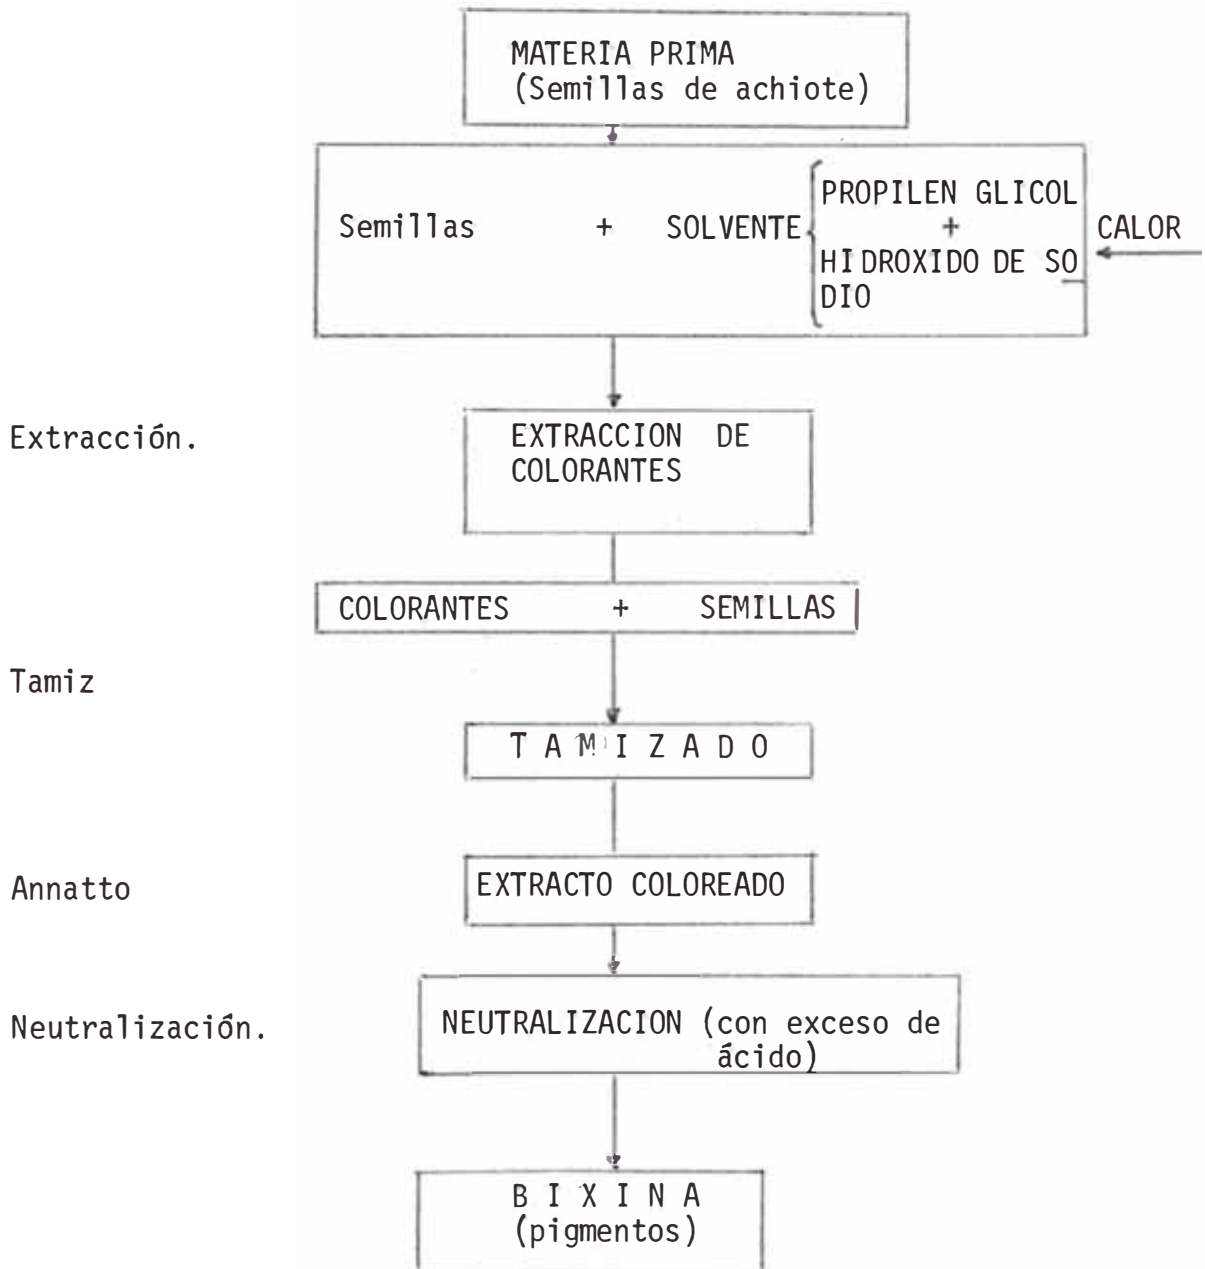 MATERIA PRIMA
(Semillas de achiote)
PROPILEN GLICOL
Semillas + SOLVENTE + CALOR
HIDROXIDO DE SO
DIO
Extracción. EXTRACCION DE
COLORANTES
COLORANTES + SEMILLAS
Tamiz
T A M I Z A D O
Annatto EXTRACTO COLOREADO
Neutralización. NEUTRALIZACION (con exceso de
ácido)
B I X I N A
(pigmentos)